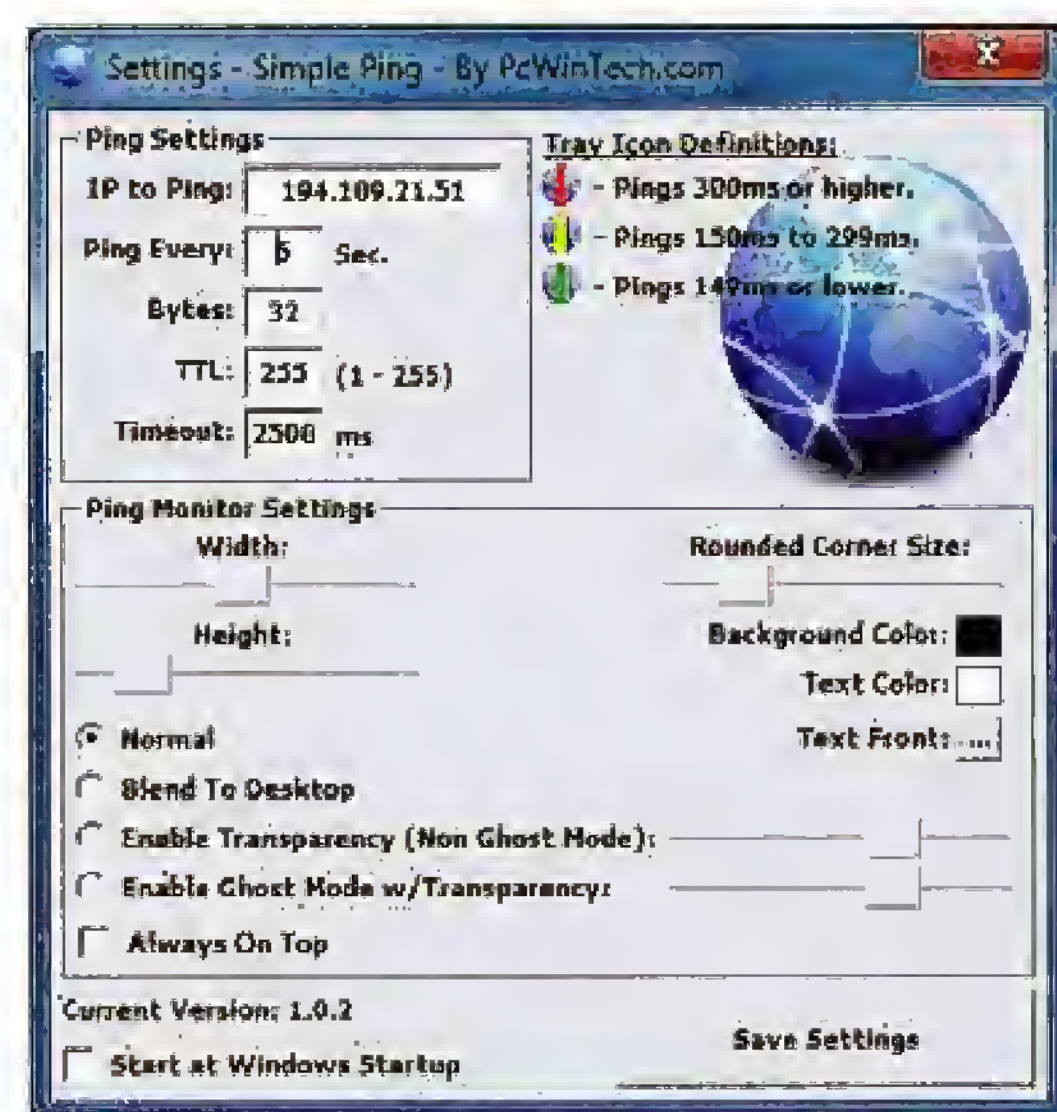 Settings - Simple Ping - By PcWinTech.com
Ping Settings
IP to Ping: 194.109.21.51
Ping Every: 5 Sec.
Bytes: 32
TTL: 255 (1 - 255)
Timeout: 2500 ms
Tray Icon Definitions:
- Pings 300ms or higher.
- Pings 150ms to 299ms.
- Pings 149ms or lower.
Ping Monitor Settings
Width:
Height:
Rounded Corner Size:
Background Color:
Text Color:
Text Front: ...
Normal
Blend To Desktop
Enable Transparency (Non Ghost Mode):
Enable Ghost Mode w/Transparency:
Always On Top
Current Version: 1.0.2
Start at Windows Startup
Save Settings